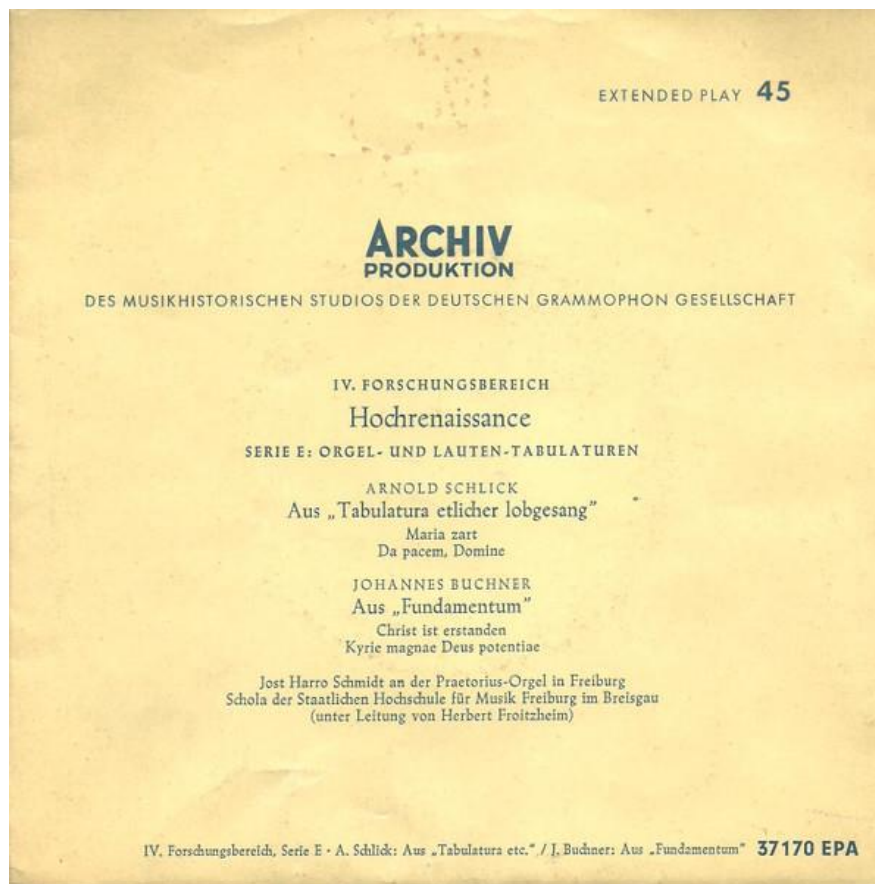 EXTENDED PLAY 45
ARCHIV
PRODUKTION
DES MUSIKHISTORISCHEN STUDIOS DER DEUTSCHEN GRAMMOPHON GESELLSCHAFT
IV. FORSCHUNGSBEREICH
Hochrenaissance
SERIE E: ORGEL- UND LAUTEN-TABULATUREN
ARNOLD SCHLICK
Aus „Tabulatura etlicher lobgesang”
Maria zart
Da pacem, Domine
JOHANNES BUCHNER
Aus „Fundamentum”
Christ ist erstanden
Kyrie magnae Deus potentiae
Jost Harro Schmidt an der Praetorius-Orgel in Freiburg
Schola der Staatlichen Hochschule für Musik Freiburg im Breisgau
(unter Leitung von Herbert Froitzheim)
IV. Forschungsbereich, Serie E · A. Schlick: Aus „Tabulatura etc.” / J. Buchner: Aus „Fundamentum” 37170 EPA